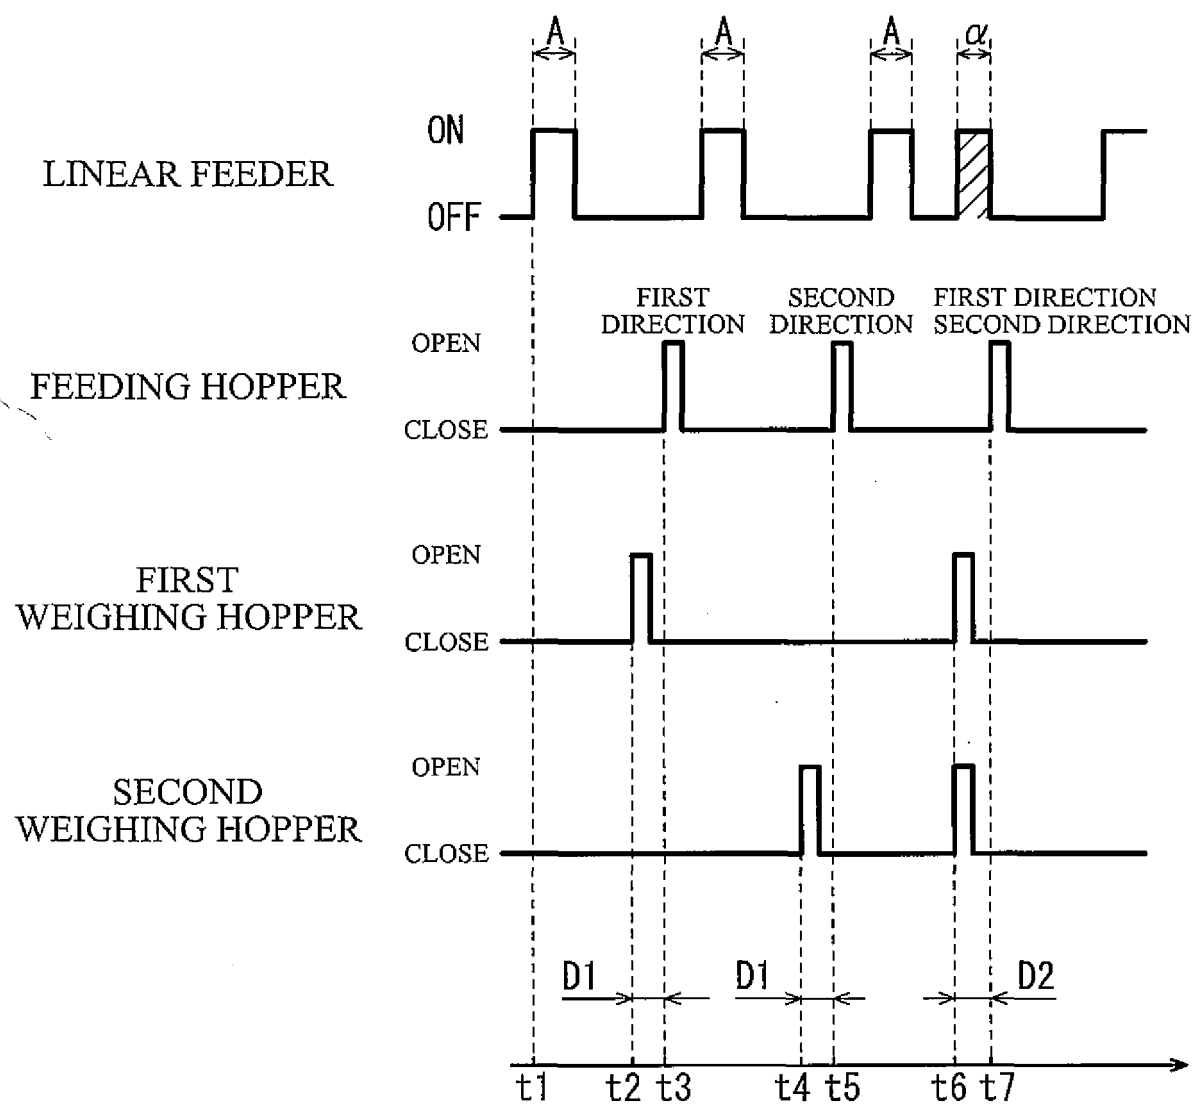 A A A α
ON
LINEAR FEEDER
OFF
FIRST DIRECTION
SECOND DIRECTION
FIRST DIRECTION
SECOND DIRECTION
OPEN
FEEDING HOPPER
CLOSE
OPEN
FIRST
WEIGHING HOPPER
CLOSE
OPEN
SECOND
WEIGHING HOPPER
CLOSE
D1 D1 D2
t1 t2 t3 t4 t5 t6 t7